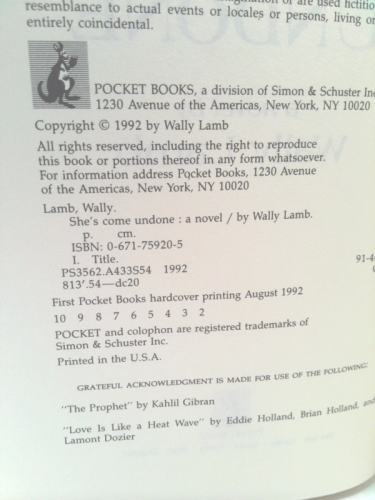 resemblance to actual events or locales or persons, living or
entirely coincidental.
POCKET BOOKS, a division of Simon & Schuster Inc
1230 Avenue of the Americas, New York, NY 10020
Copyright © 1992 by Wally Lamb
All rights reserved, including the right to reproduce
this book or portions thereof in any form whatsoever.
For information address Pocket Books, 1230 Avenue
of the Americas, New York, NY 10020
Lamb, Wally.
She's come undone : a novel / by Wally Lamb.
p. cm.
ISBN: 0-671-75920-5
I. Title.
PS3562.A433S54 1992
91-4
813'.54—dc20
First Pocket Books hardcover printing August 1992
10 9 8 7 6 5 4 3 2
POCKET and colophon are registered trademarks of
Simon & Schuster Inc.
Printed in the U.S.A.
GRATEFUL ACKNOWLEDGMENT IS MADE FOR USE OF THE FOLLOWING:
"The Prophet" by Kahlil Gibran
"Love Is Like a Heat Wave" by Eddie Holland, Brian Holland, and
Lamont Dozier